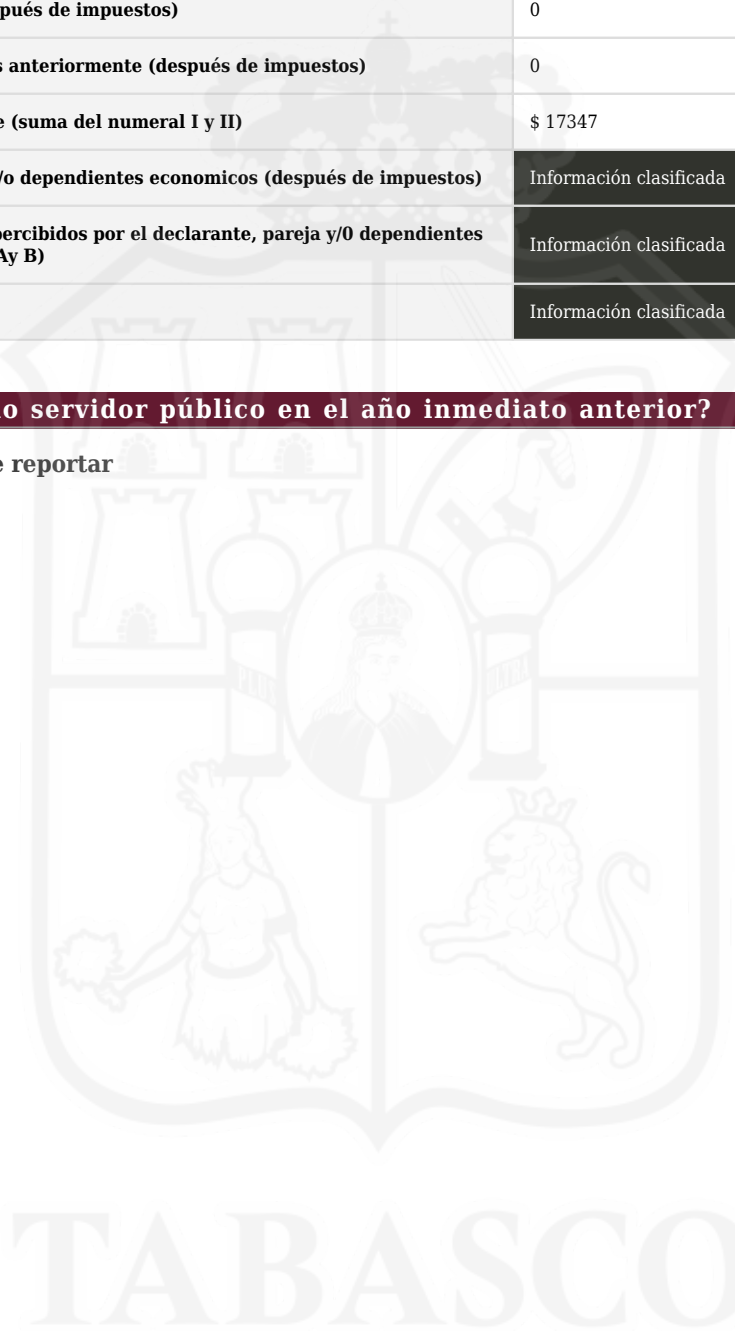 pués de impuestos) 0
s anteriormente (después de impuestos) 0
e (suma del numeral I y II) $ 17347
/o dependientes economicos (después de impuestos) Información clasificada
percibidos por el declarante, pareja y/0 dependientes
Ay B) Información clasificada
Información clasificada
o servidor público en el año inmediato anterior?
e reportar
PLUS ULTRA
TABASCO